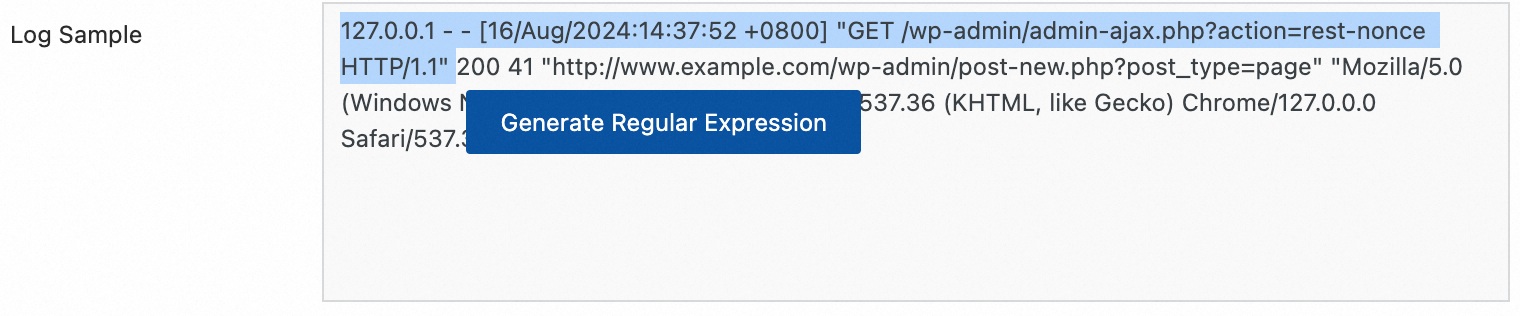 Log Sample
127.0.0.1 - - [16/Aug/2024:14:37:52 +0800] "GET /wp-admin/admin-ajax.php?action=rest-nonce
HTTP/1.1" 200 41 "http://www.example.com/wp-admin/post-new.php?post_type=page" "Mozilla/5.0
(Windows 537.36 (KHTML, like Gecko) Chrome/127.0.0.0
Generate Regular Expression
Safari/537.3